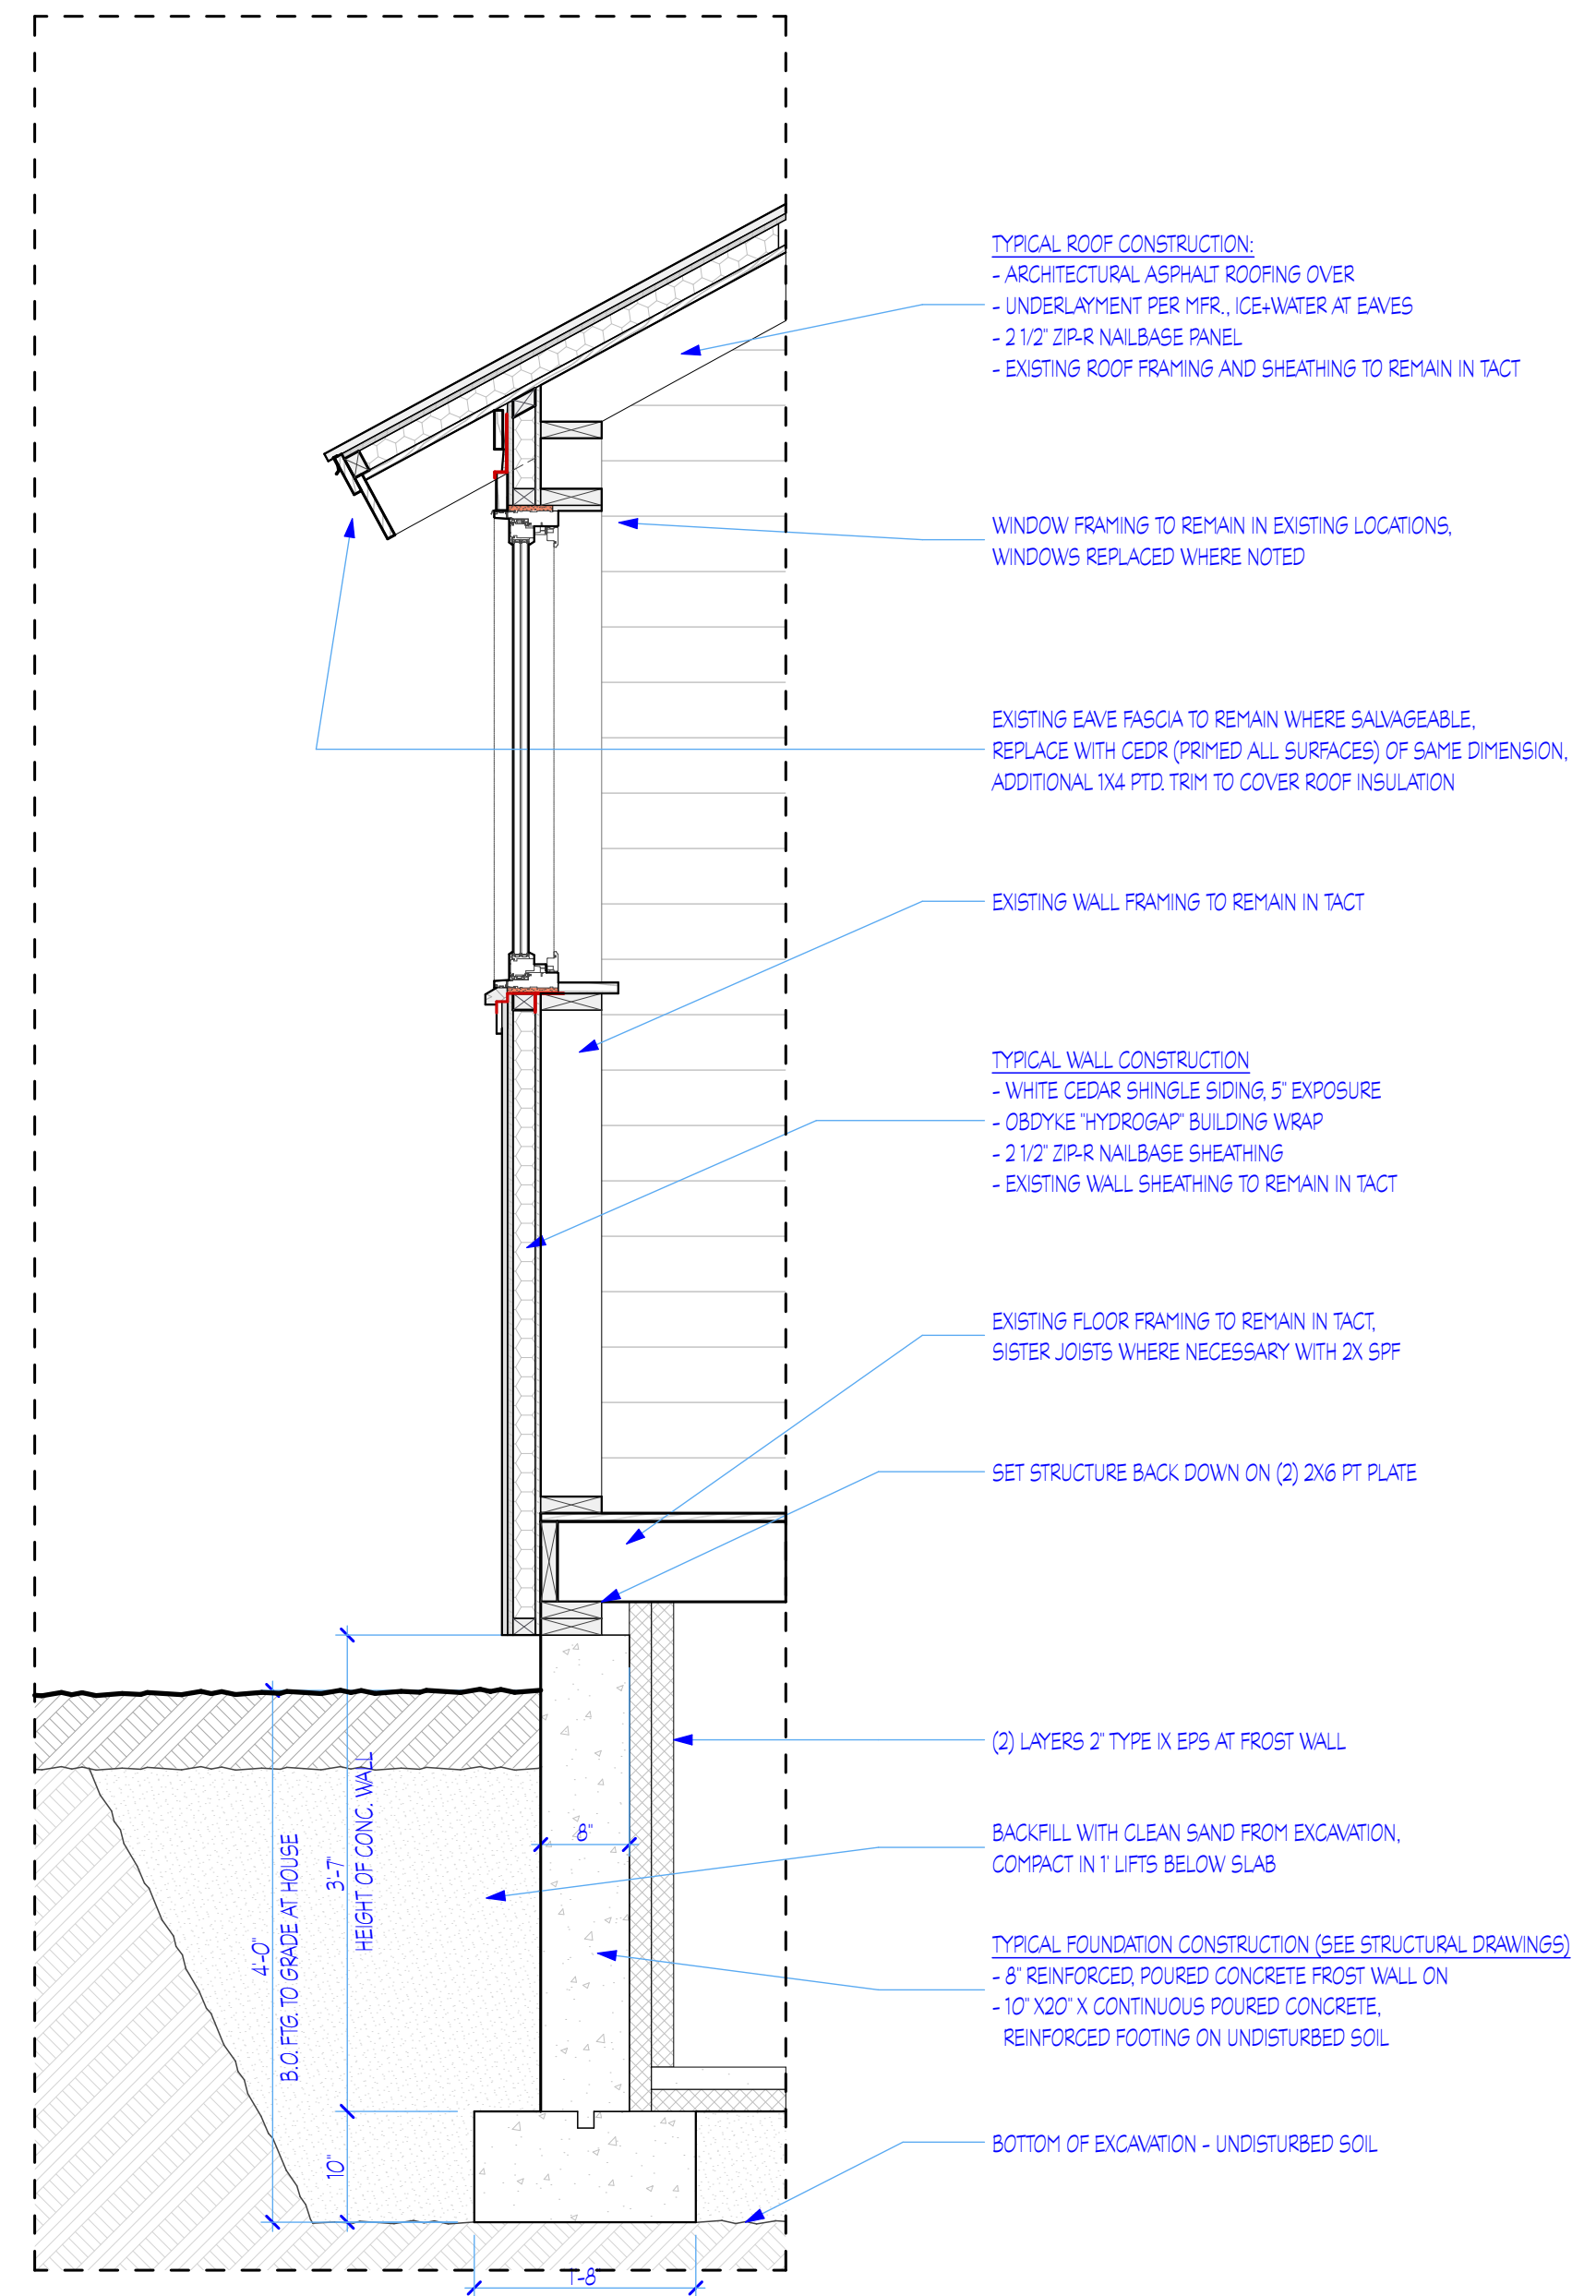 TYPICAL ROOF CONSTRUCTION:
- ARCHITECTURAL ASPHALT ROOFING OVER
- UNDERLAYMENT PER MFR., ICE+WATER AT EAVES
- 2 1/2" ZIP-R NAILBASE PANEL
- EXISTING ROOF FRAMING AND SHEATHING TO REMAIN IN TACT
WINDOW FRAMING TO REMAIN IN EXISTING LOCATIONS,
WINDOWS REPLACED WHERE NOTED
EXISTING EAVE FASCIA TO REMAIN WHERE SALVAGEABLE,
REPLACE WITH CEDR (PRIMED ALL SURFACES) OF SAME DIMENSION,
ADDITIONAL 1X4 PTD. TRIM TO COVER ROOF INSULATION
EXISTING WALL FRAMING TO REMAIN IN TACT
TYPICAL WALL CONSTRUCTION
- WHITE CEDAR SHINGLE SIDING, 5" EXPOSURE
- OBDYKE "HYDROGAP" BUILDING WRAP
- 2 1/2" ZIP-R NAILBASE SHEATHING
- EXISTING WALL SHEATHING TO REMAIN IN TACT
EXISTING FLOOR FRAMING TO REMAIN IN TACT,
SISTER JOISTS WHERE NECESSARY WITH 2X SPF
SET STRUCTURE BACK DOWN ON (2) 2X6 PT PLATE
(2) LAYERS 2" TYPE IX EPS AT FROST WALL
BACKFILL WITH CLEAN SAND FROM EXCAVATION,
COMPACT IN 1' LIFTS BELOW SLAB
TYPICAL FOUNDATION CONSTRUCTION (SEE STRUCTURAL DRAWINGS)
- 8" REINFORCED, POURED CONCRETE FROST WALL ON
- 10" X20" X CONTINUOUS POURED CONCRETE,
REINFORCED FOOTING ON UNDISTURBED SOIL
BOTTOM OF EXCAVATION - UNDISTURBED SOIL
4'-0"
B.O. FTG. TO GRADE AT HOUSE
3'-7"
HEIGHT OF CONC. WALL
10"
8"
1'-8"